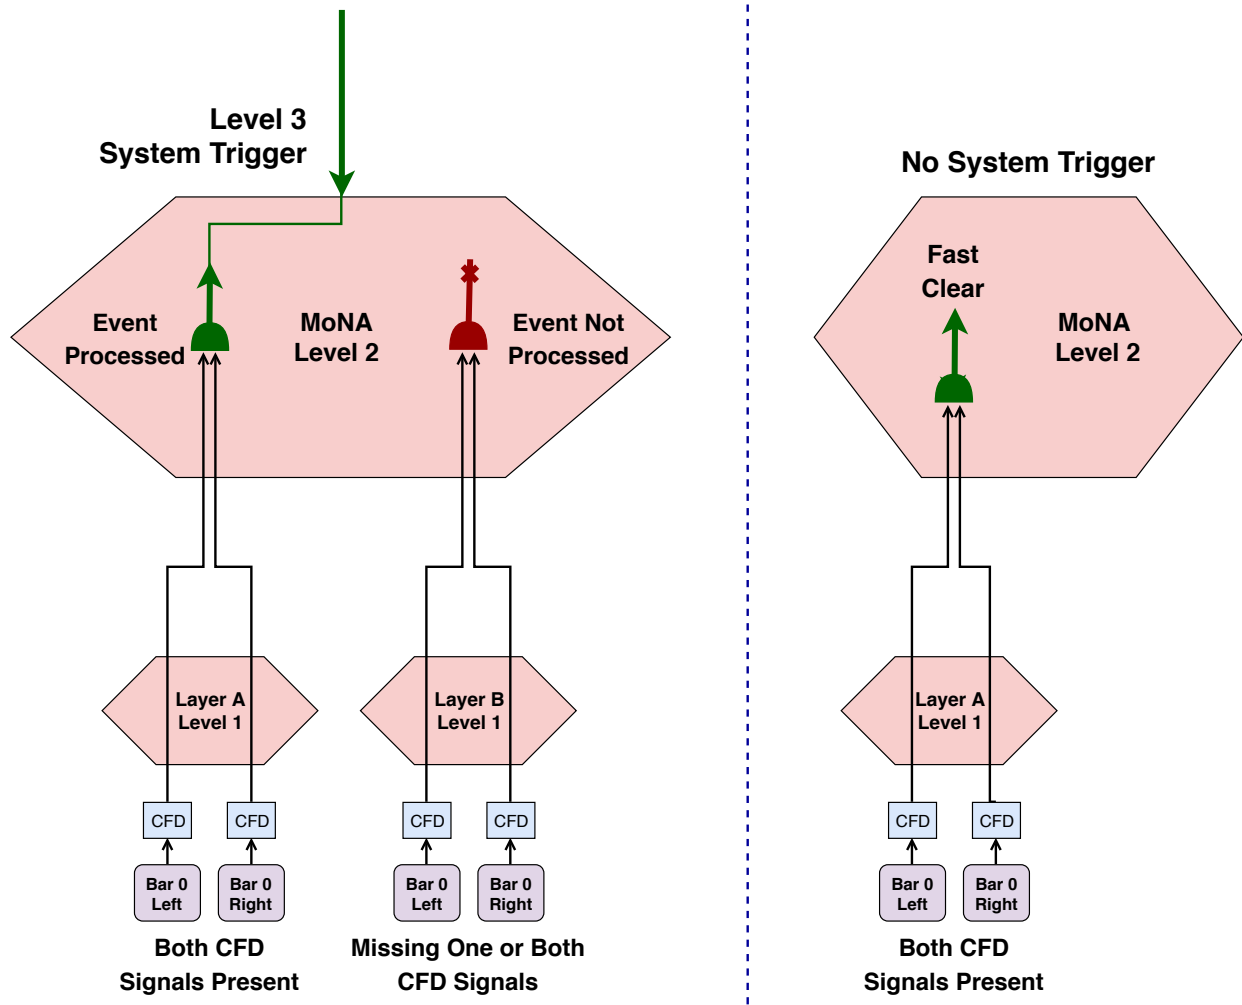 Level 3
System Trigger
Event
Processed
MoNA
Level 2
Event Not
Processed
Layer A
Level 1
Layer B
Level 1
CFD
CFD
CFD
CFD
Bar 0
Left
Bar 0
Right
Bar 0
Left
Bar 0
Right
Both CFD
Signals Present
Missing One or Both
CFD Signals
No System Trigger
Fast
Clear
MoNA
Level 2
Layer A
Level 1
CFD
CFD
Bar 0
Left
Bar 0
Right
Both CFD
Signals Present